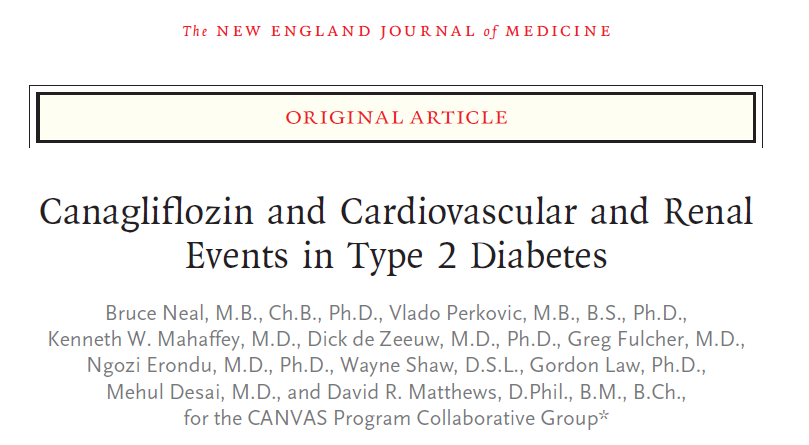 The NEW ENGLAND JOURNAL of MEDICINE
ORIGINAL ARTICLE
Canagliflozin and Cardiovascular and Renal
Events in Type 2 Diabetes
Bruce Neal, M.B., Ch.B., Ph.D., Vlado Perkovic, M.B., B.S., Ph.D.,
Kenneth W. Mahaffey, M.D., Dick de Zeeuw, M.D., Ph.D., Greg Fulcher, M.D.,
Ngozi Erondu, M.D., Ph.D., Wayne Shaw, D.S.L., Gordon Law, Ph.D.,
Mehul Desai, M.D., and David R. Matthews, D.Phil., B.M., B.Ch.,
for the CANVAS Program Collaborative Group*